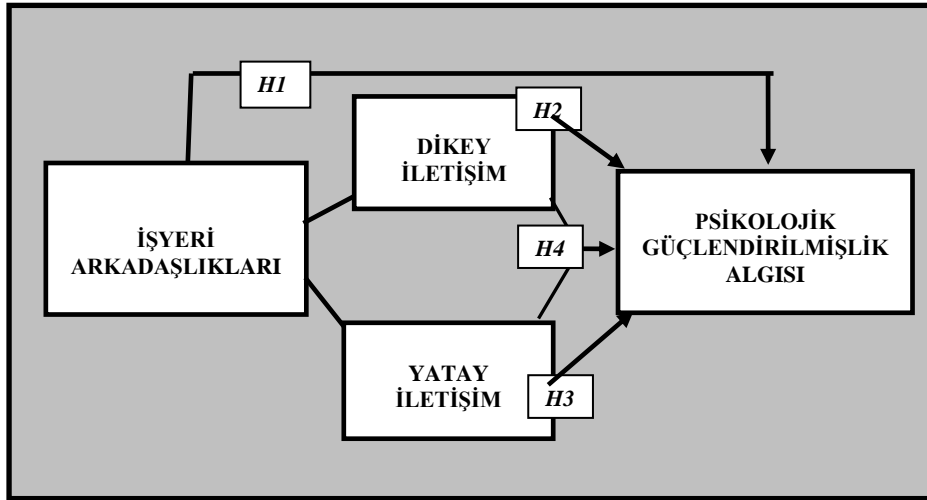 H1
H2
DİKEY
İLETİŞİM
İŞYERİ
ARKADAŞLIKLARI
H4
PSİKOLOJİK
GÜÇLENDİRİLMİŞLİK
ALGISI
YATAY
İLETİŞİM
H3